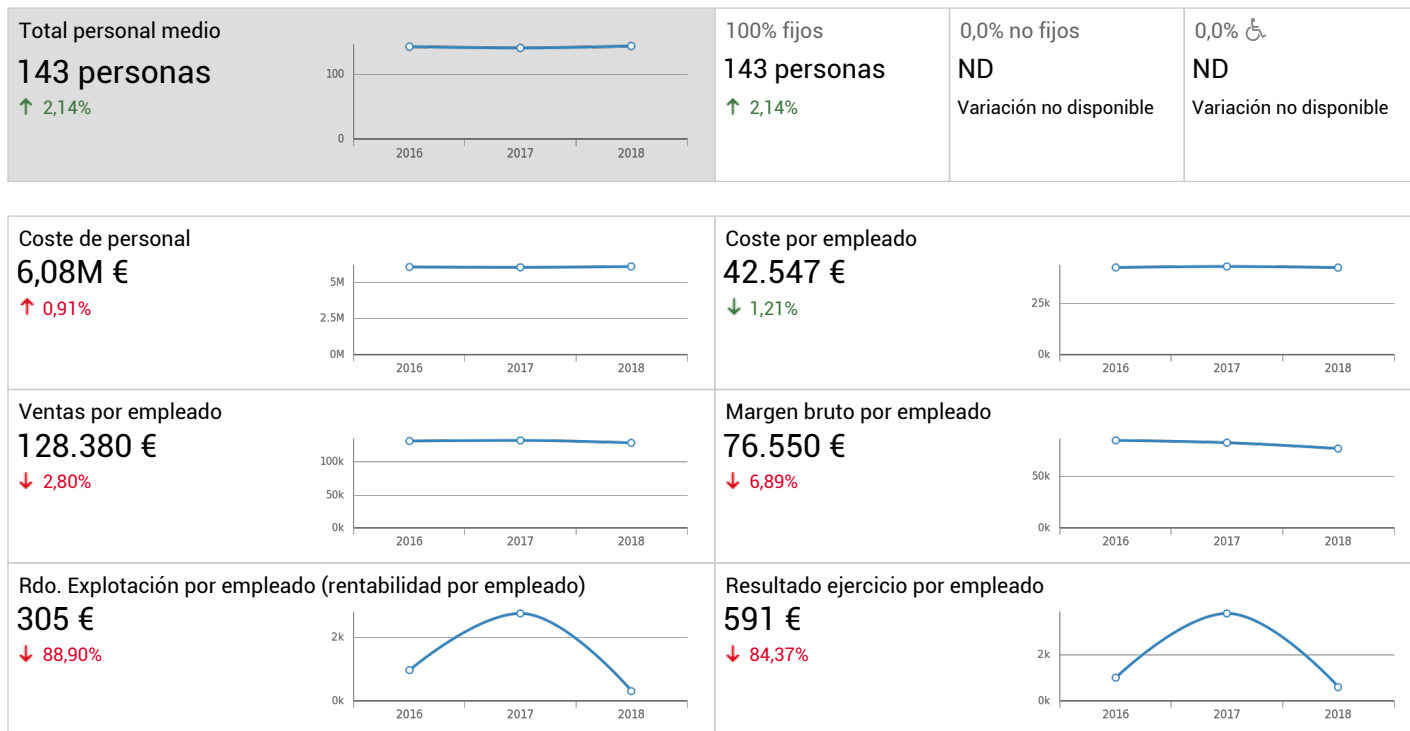 Total personal medio
143 personas
↑ 2,14%
100
0
2016 2017 2018
100% fijos
143 personas
↑ 2,14%
0,0% no fijos
ND
Variación no disponible
0,0%
ND
Variación no disponible
Coste de personal
6,08M €
↑ 0,91%
5M
2.5M
0M
2016 2017 2018
Coste por empleado
42.547 €
↓ 1,21%
25k
0k
2016 2017 2018
Ventas por empleado
128.380 €
↓ 2,80%
100k
50k
0k
2016 2017 2018
Margen bruto por empleado
76.550 €
↓ 6,89%
50k
0k
2016 2017 2018
Rdo. Explotación por empleado (rentabilidad por empleado)
305 €
↓ 88,90%
2k
0k
2016 2017 2018
Resultado ejercicio por empleado
591 €
↓ 84,37%
2k
0k
2016 2017 2018